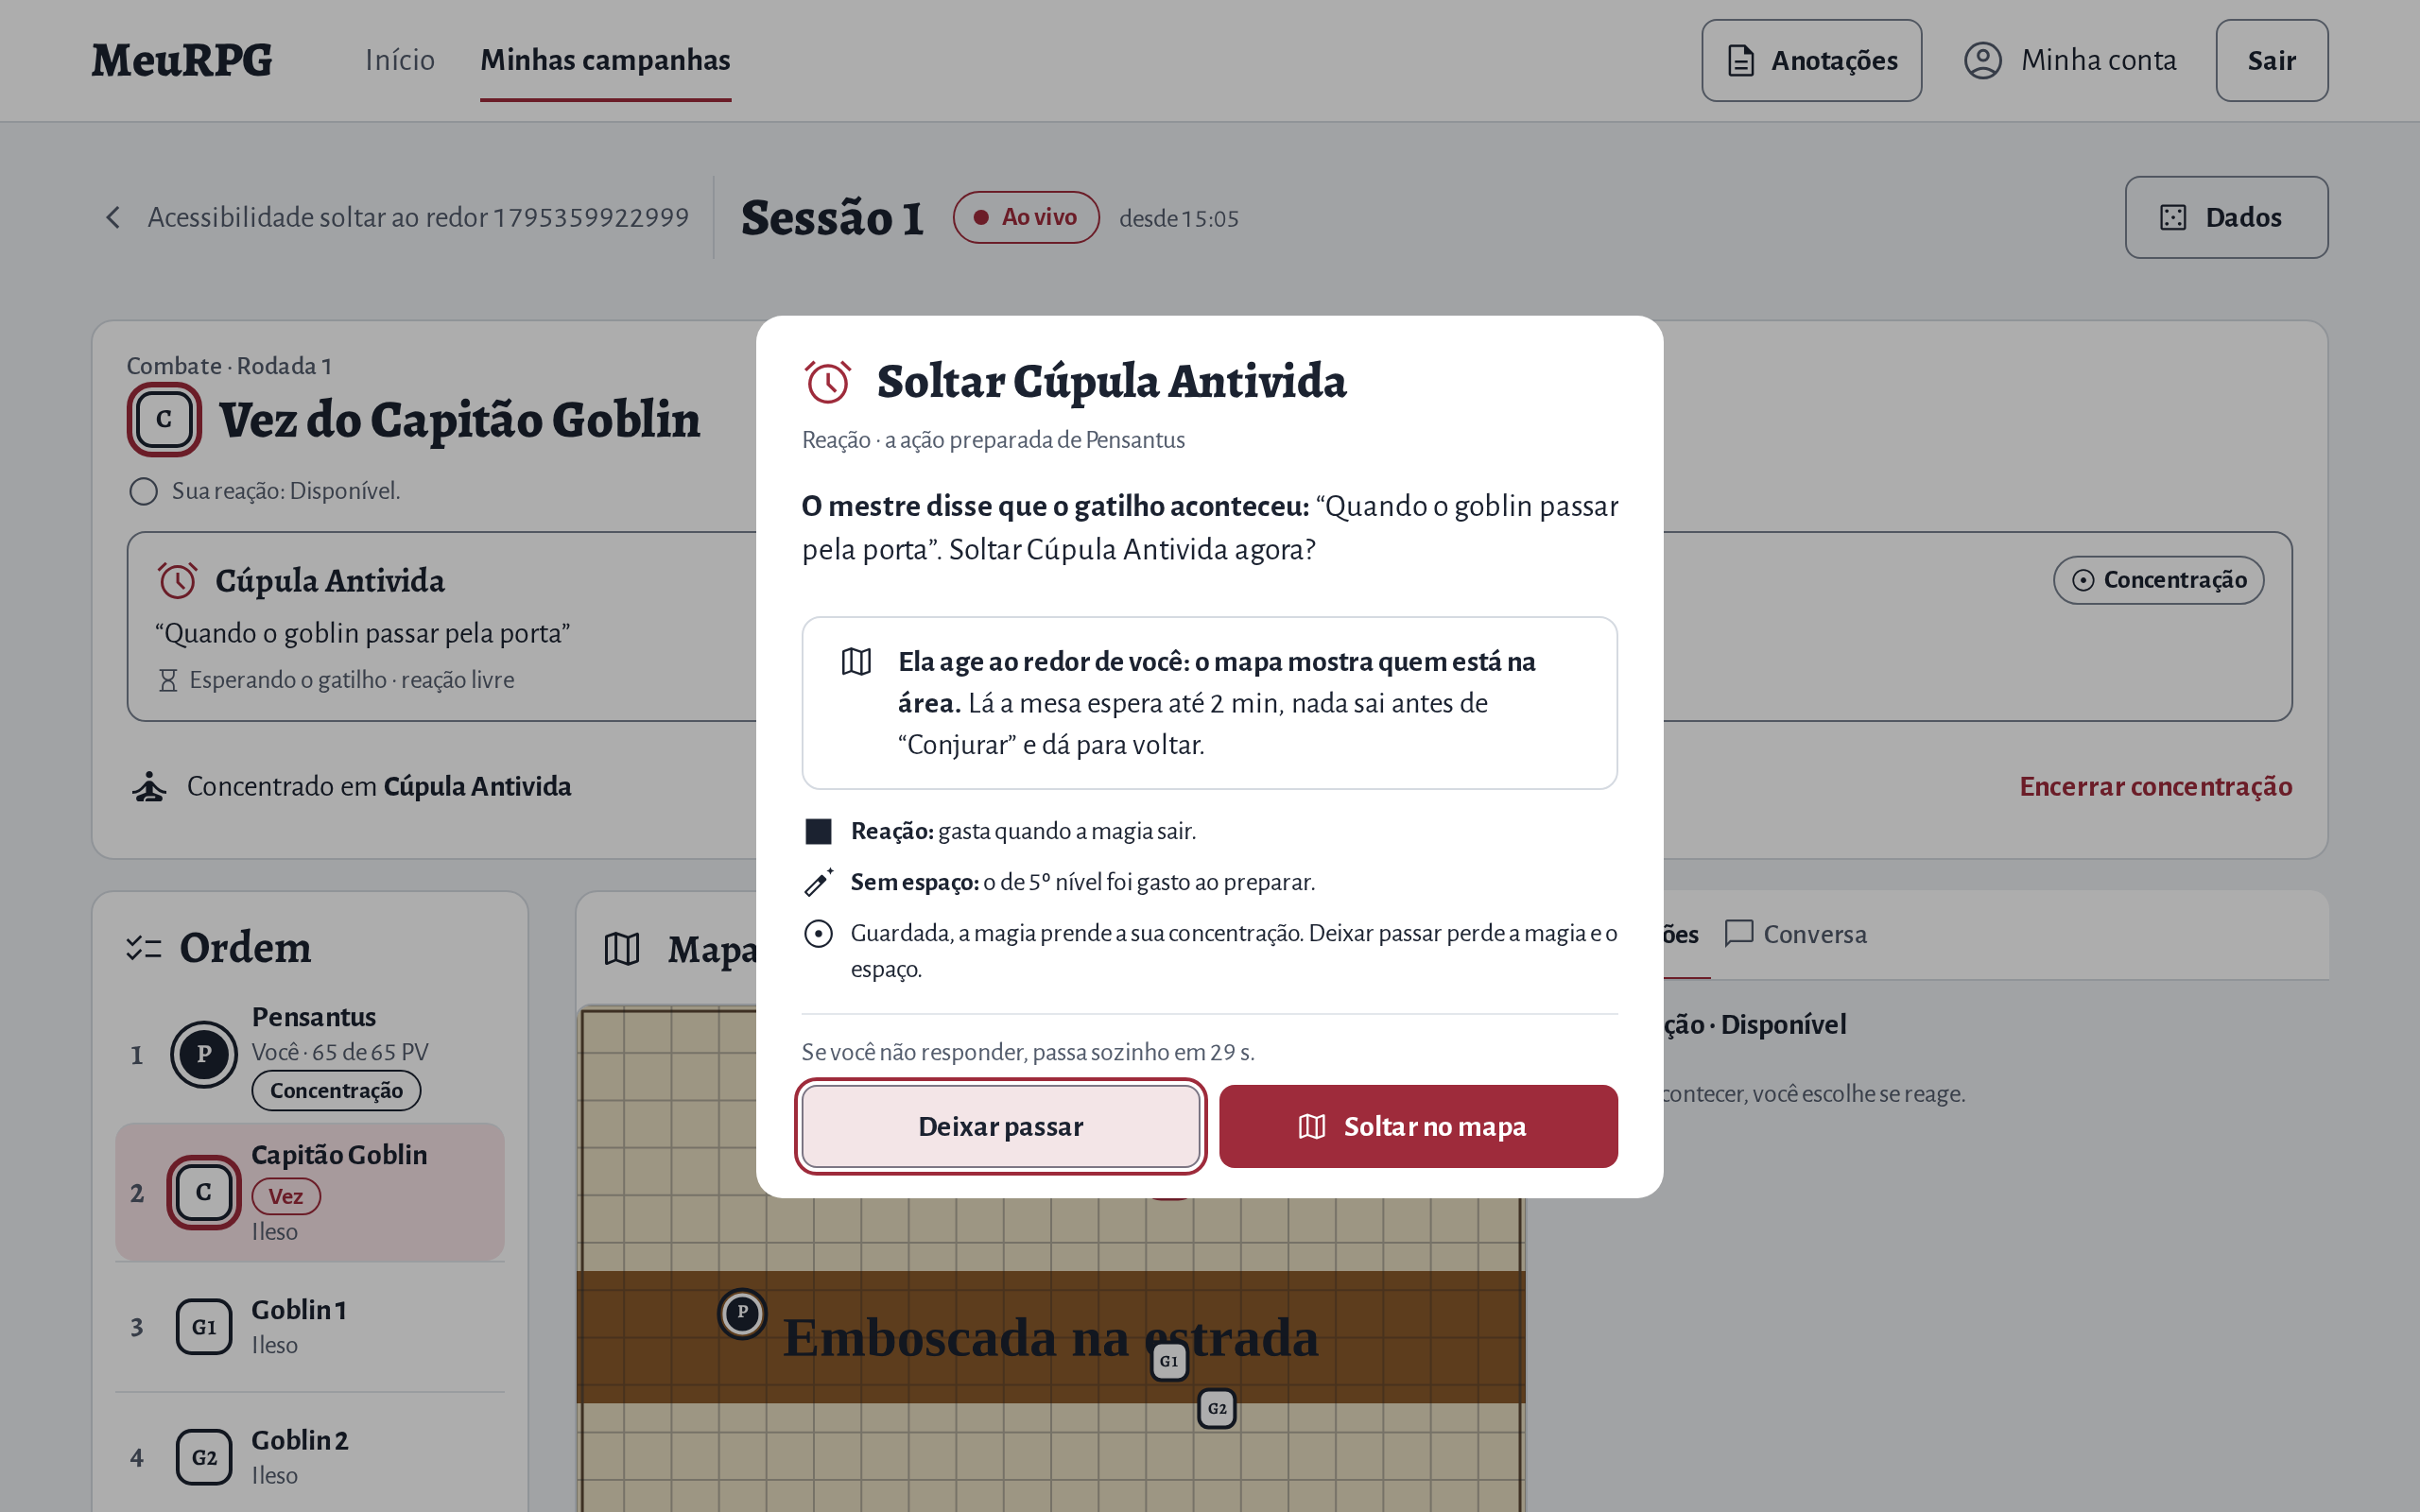 MeuRPG
Início
Minhas campanhas
Anotações
Minha conta
Sair
Acessibilidade soltar ao redor 1795359922999
Sessão 1
Ao vivo
desde 15:05
Dados
Combate · Rodada 1
C
Vez do Capitão Goblin
Sua reação: Disponível.
Cúpula Antivida
Concentração
“Quando o goblin passar pela porta”
Esperando o gatilho · reação livre
Concentrado em Cúpula Antivida
Encerrar concentração
Soltar Cúpula Antivida
Reação · a ação preparada de Pensantus
O mestre disse que o gatilho aconteceu: “Quando o goblin passar
pela porta”. Soltar Cúpula Antivida agora?
Ela age ao redor de você: o mapa mostra quem está na
área. Lá a mesa espera até 2 min, nada sai antes de
“Conjurar” e dá para voltar.
Reação: gasta quando a magia sair.
Sem espaço: o de 5º nível foi gasto ao preparar.
Guardada, a magia prende a sua concentração. Deixar passar perde a magia e o
espaço.
Se você não responder, passa sozinho em 29 s.
Deixar passar
Soltar no mapa
Ordem
1
P
Pensantus
Você · 65 de 65 PV
Concentração
2
C
Capitão Goblin
Vez
Ileso
3
G1
Goblin 1
Ileso
4
G2
Goblin 2
Ileso
Mapa
P
Emboscada na estrada
G1
G2
ões
Conversa
ção · Disponível
contecer, você escolhe se reage.